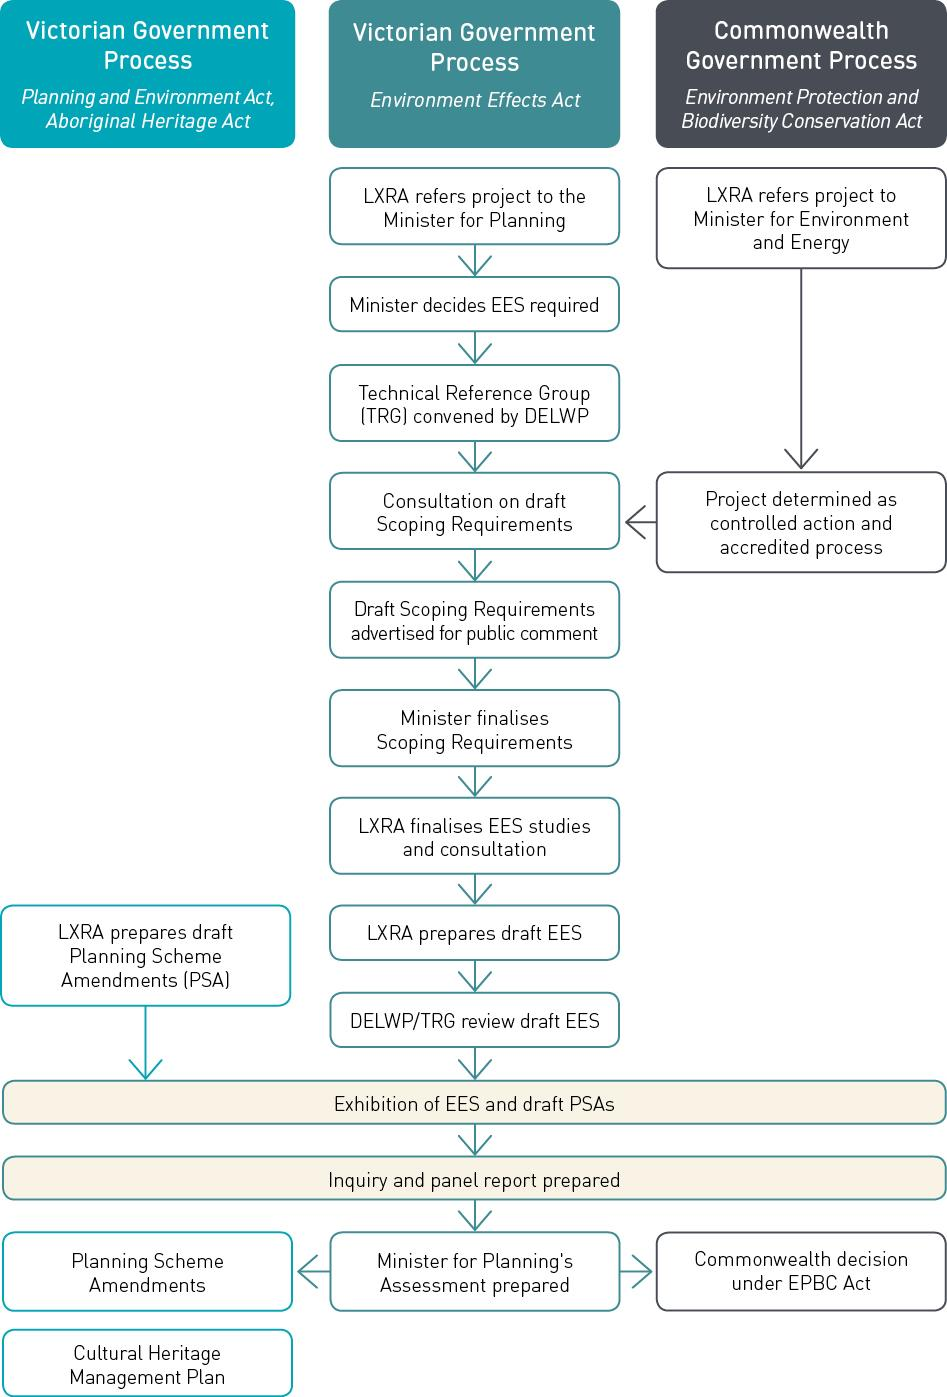 Victorian Government
Process
Planning and Environment Act,
Aboriginal Heritage Act
Victorian Government
Process
Environment Effects Act
Commonwealth
Government Process
Environment Protection and
Biodiversity Conservation Act
LXRA refers project to the
Minister for Planning
LXRA refers project to
Minister for Environment
and Energy
Minister decides EES required
Technical Reference Group
(TRG) convened by DELWP
Consultation on draft
Scoping Requirements
Project determined as
controlled action and
accredited process
Draft Scoping Requirements
advertised for public comment
Minister finalises
Scoping Requirements
LXRA finalises EES studies
and consultation
LXRA prepares draft
Planning Scheme
Amendments (PSA)
LXRA prepares draft EES
DELWP/TRG review draft EES
Exhibition of EES and draft PSAs
Inquiry and panel report prepared
Planning Scheme
Amendments
Minister for Planning's
Assessment prepared
Commonwealth decision
under EPBC Act
Cultural Heritage
Management Plan